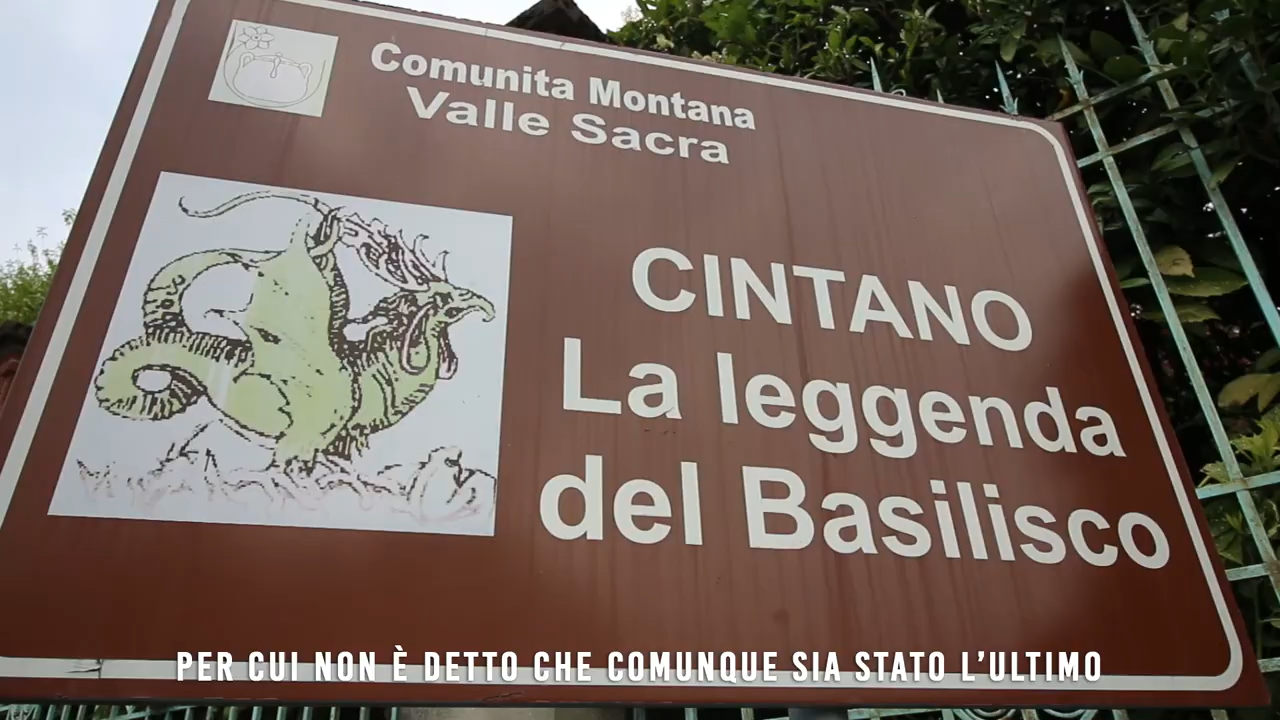 Comunita Montana
Valle Sacra
CINTANO
La leggenda
del Basilisco
PER CUI NON È DETTO CHE COMUNQUE SIA STATO L'ULTIMO